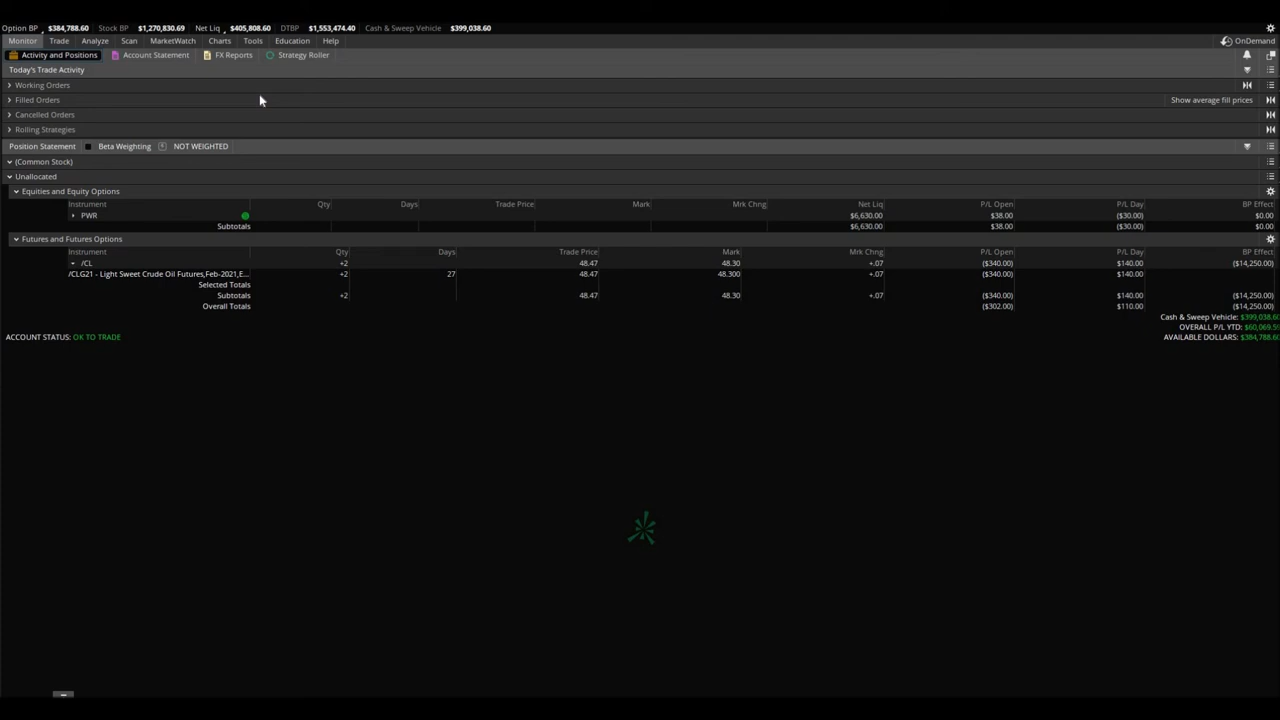 Option BP $384,788.60 Stock BP $1,270,830.69 Net Liq $405,808.60 DTBP $1,553,474.40 Cash & Sweep Vehicle $399,038.60
Monitor Trade Analyze Scan MarketWatch Charts Tools Education Help OnDemand
Activity and Positions Account Statement FX Reports Strategy Roller
Today's Trade Activity
Working Orders
Filled Orders Show average fill prices
Cancelled Orders
Rolling Strategies
Position Statement Beta Weighting NOT WEIGHTED
(Common Stock)
Unallocated
Equities and Equity Options
Instrument Qty Days Trade Price Mark Mrk Chng Net Liq P/L Open P/L Day BP Effect
PWR $6,630.00 $38.00 ($30.00) $0.00
Subtotals $6,630.00 $38.00 ($30.00) $0.00
Futures and Futures Options
Instrument Qty Days Trade Price Mark Mrk Chng P/L Open P/L Day BP Effect
/CL +2 48.47 48.30 +.07 ($340.00) $140.00 ($14,250.00)
/CLG21 - Light Sweet Crude Oil Futures,Feb-2021,E... +2 27 48.47 48.300 +.07 ($340.00) $140.00
Selected Totals
Subtotals +2 48.47 48.30 +.07 ($340.00) $140.00 ($14,250.00)
Overall Totals ($302.00) $110.00 ($14,250.00)
Cash & Sweep Vehicle: $399,038.60
OVERALL P/L YTD: $60,069.5
ACCOUNT STATUS: OK TO TRADE AVAILABLE DOLLARS: $384,788.60